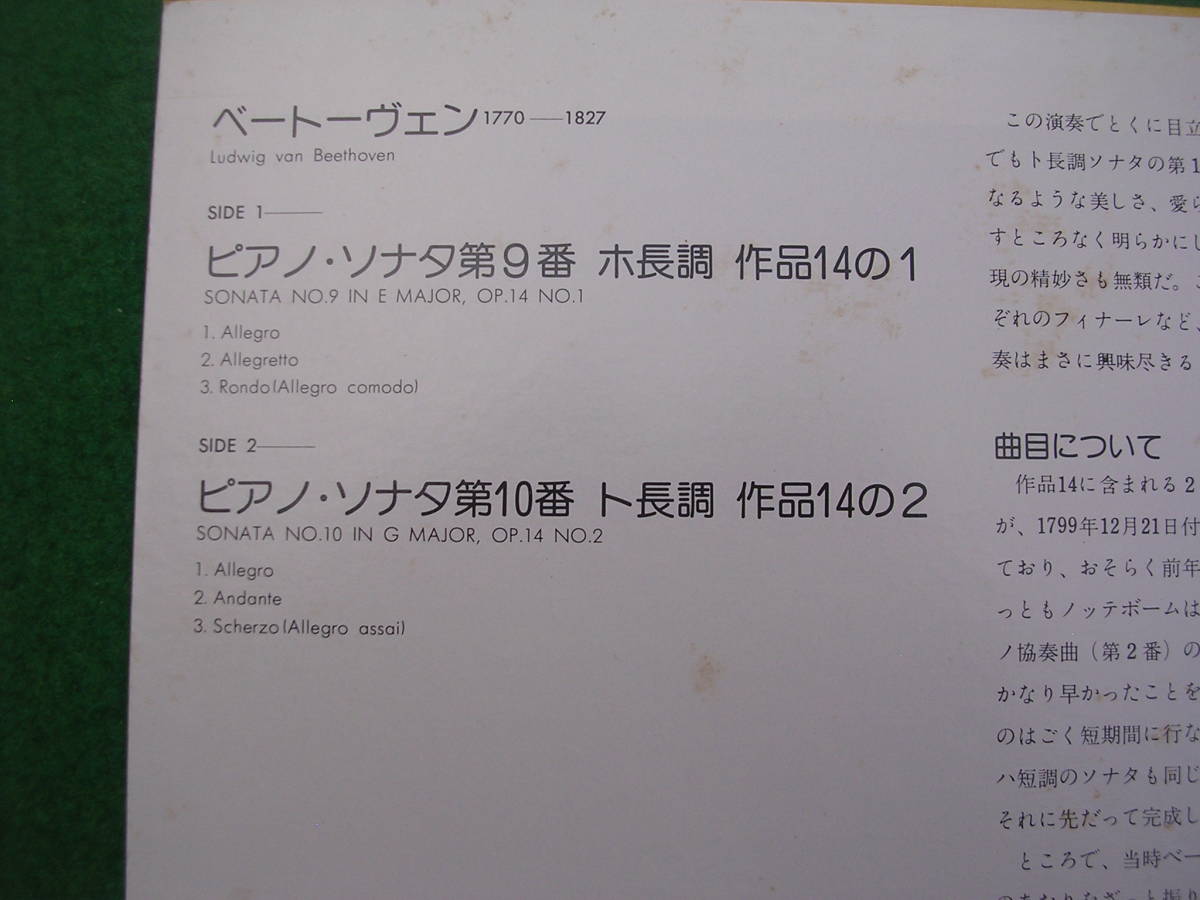 ベートーヴェン1770——1827
Ludwig van Beethoven
SIDE 1———
ピアノ・ソナタ第9番 ホ長調 作品14の1
SONATA NO.9 IN E MAJOR, OP.14 NO.1
1. Allegro
2. Allegretto
3. Rondo(Allegro comodo)
SIDE 2———
ピアノ・ソナタ第10番 ト長調 作品14の2
SONATA NO.10 IN G MAJOR, OP.14 NO.2
1. Allegro
2. Andante
3. Scherzo(Allegro assai)
この演奏でとくに目立
でもト長調ソナタの第1
なるような美しさ、愛ら
すところなく明らかにし
現の精妙さも無類だ。こ
ぞれのフィナーレなど、
奏はまさに興味尽きる
曲目について
作品14に含まれる2
が、1799年12月21日付
ており、おそらく前年
っともノッテボームは
ノ協奏曲(第2番)の
かなり早かったことを
のはごく短期間に行な
ハ短調のソナタも同じ
それに先だって完成し
ところで、当時ベー